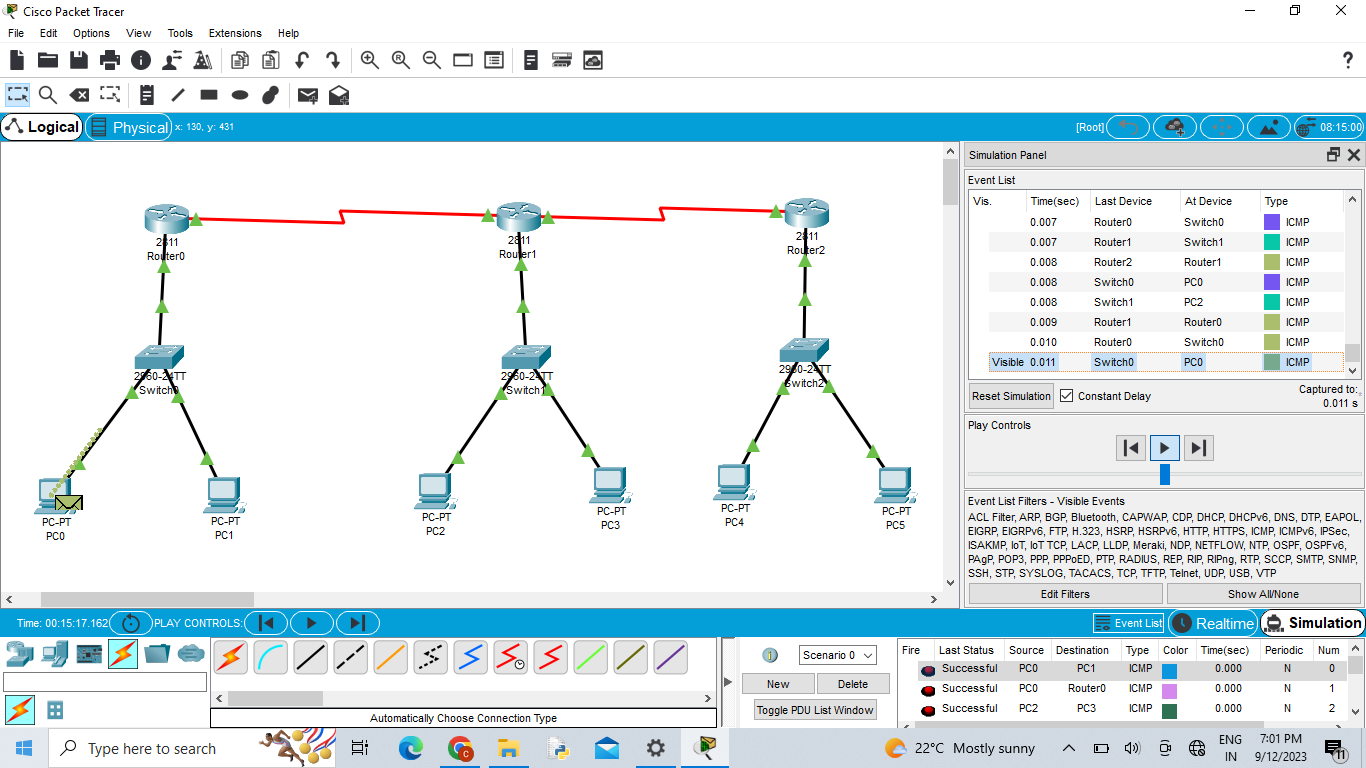 Cisco Packet Tracer
File Edit Options View Tools Extensions Help
Logical Physical x: 130, y: 431 [Root] 08:15:00
2811
Router0
2811
Router1
2811
Router2
2960-24TT
Switch0
2960-24TT
Switch1
2960-24TT
Switch2
PC-PT
PC0
PC-PT
PC1
PC-PT
PC2
PC-PT
PC3
PC-PT
PC4
PC-PT
PC5
Simulation Panel
Event List
Vis. Time(sec) Last Device At Device Type
0.007 Router0 Switch0 ICMP
0.007 Router1 Switch1 ICMP
0.008 Router2 Router1 ICMP
0.008 Switch0 PC0 ICMP
0.008 Switch1 PC2 ICMP
0.009 Router1 Router0 ICMP
0.010 Router0 Switch0 ICMP
Visible 0.011 Switch0 PC0 ICMP
Reset Simulation Constant Delay Captured to:
0.011 s
Play Controls
Event List Filters - Visible Events
ACL Filter, ARP, BGP, Bluetooth, CAPWAP, CDP, DHCP, DHCPv6, DNS, DTP, EAPOL,
EIGRP, EIGRPv6, FTP, H.323, HSRP, HSRPv6, HTTP, HTTPS, ICMP, ICMPv6, IPSec,
ISAKMP, IoT, IoT TCP, LACP, LLDP, Meraki, NDP, NETFLOW, NTP, OSPF, OSPFv6,
PAgP, POP3, PPP, PPPoED, PTP, RADIUS, REP, RIP, RIPng, RTP, SCCP, SMTP, SNMP,
SSH, STP, SYSLOG, TACACS, TCP, TFTP, Telnet, UDP, USB, VTP
Edit Filters Show All/None
Time: 00:15:17.162 PLAY CONTROLS: Event List Realtime Simulation
Automatically Choose Connection Type
Scenario 0
New Delete
Toggle PDU List Window
Fire Last Status Source Destination Type Color Time(sec) Periodic Num
Successful PC0 PC1 ICMP 0.000 N 0
Successful PC0 Router0 ICMP 0.000 N 1
Successful PC2 PC3 ICMP 0.000 N 2
Type here to search
22°C Mostly sunny
ENG
IN
7:01 PM
9/12/2023
11